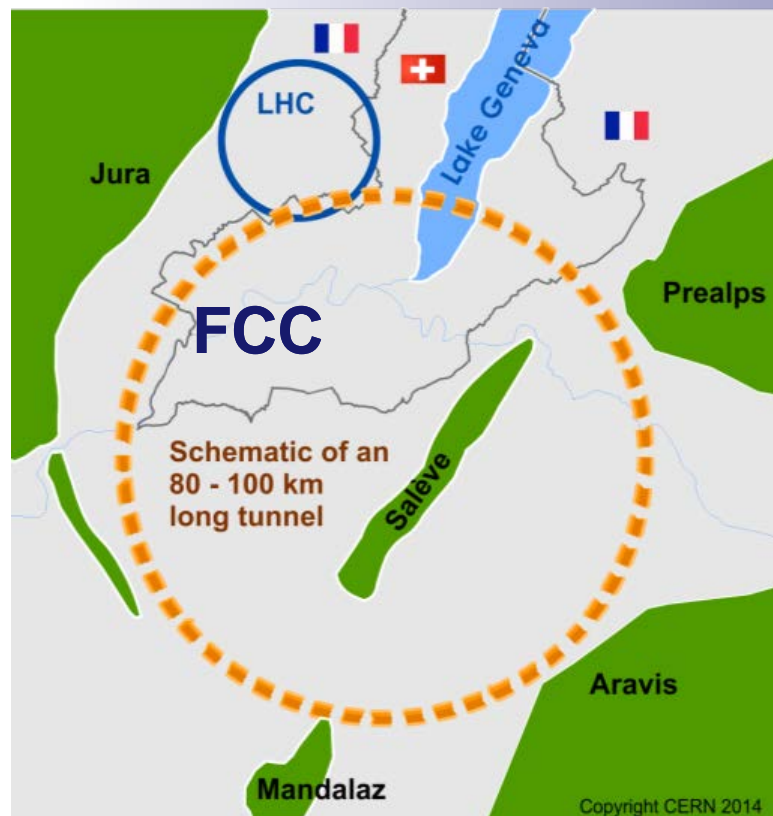 LHC
Lake Geneva
Jura
Prealps
FCC
Schematic of an
80 - 100 km
long tunnel
Salève
Aravis
Mandalaz
Copyright CERN 2014